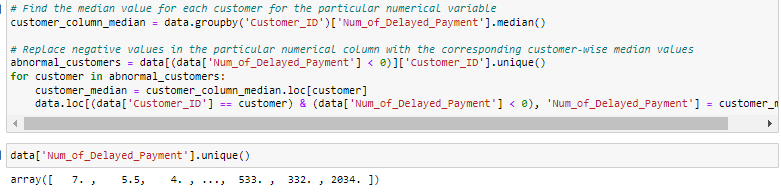 # Find the median value for each customer for the particular numerical variable
customer_column_median = data.groupby('Customer_ID')['Num_of_Delayed_Payment'].median()
# Replace negative values in the particular numerical column with the corresponding customer-wise median values
abnormal_customers = data[(data['Num_of_Delayed_Payment'] < 0)]['Customer_ID'].unique()
for customer in abnormal_customers:
    customer_median = customer_column_median.loc[customer]
    data.loc[(data['Customer_ID'] == customer) & (data['Num_of_Delayed_Payment'] < 0), 'Num_of_Delayed_Payment'] = customer_m
data['Num_of_Delayed_Payment'].unique()
array([   7. ,    5.5,    4. , ...,  533. ,  332. , 2034. ])